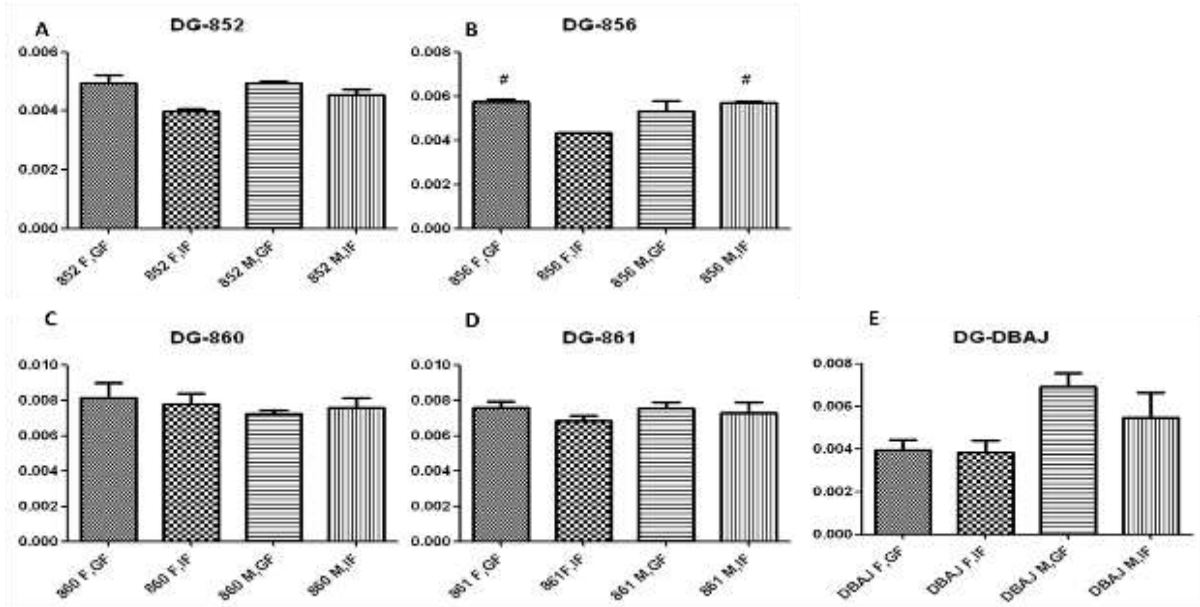 A
DG-852
0.006
0.004
0.002
0.000
852 F,GF
852 F,IF
852 M,GF
852 M,IF
B
DG-856
0.008
0.006
0.004
0.002
0.000
#
#
856 F,GF
856 F,IF
856 M,GF
856 M,IF
C
DG-860
0.010
0.008
0.006
0.004
0.002
0.000
860 F,GF
860 F,IF
860 M,GF
860 M,IF
D
DG-861
0.010
0.008
0.006
0.004
0.002
0.000
861 F,GF
861F,IF
861 M,GF
861 M,IF
E
DG-DBAJ
0.008
0.006
0.004
0.002
0.000
DBAJ F,GF
DBAJ F,IF
DBAJ M,GF
DBAJ M,IF